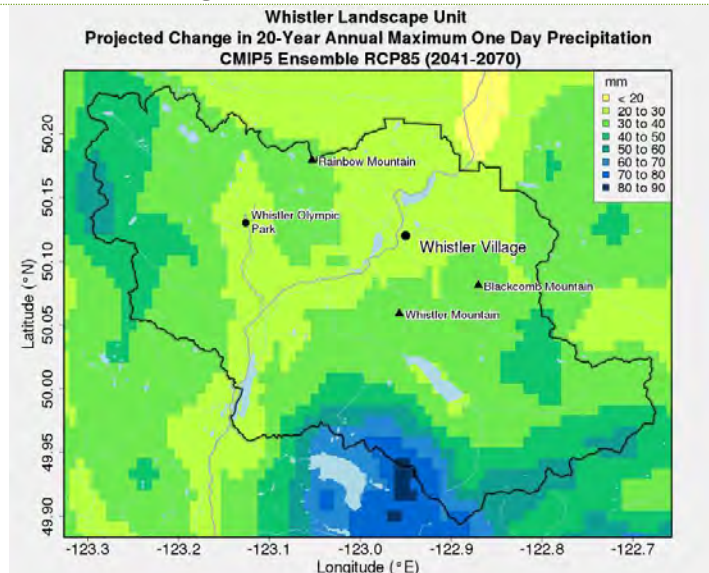 Whistler Landscape Unit
Projected Change in 20-Year Annual Maximum One Day Precipitation
CMIP5 Ensemble RCP85 (2041-2070)
mm
< 20
20 to 30
30 to 40
40 to 50
50 to 60
60 to 70
70 to 80
80 to 90
Rainbow Mountain
Whistler Olympic
Park
Whistler Village
Blackcomb Mountain
Whistler Mountain
Latitude (°N)
50.20
50.15
50.10
50.05
50.00
49.95
49.90
-123.3 -123.2 -123.1 -123.0 -122.9 -122.8 -122.7
Longitude (°E)